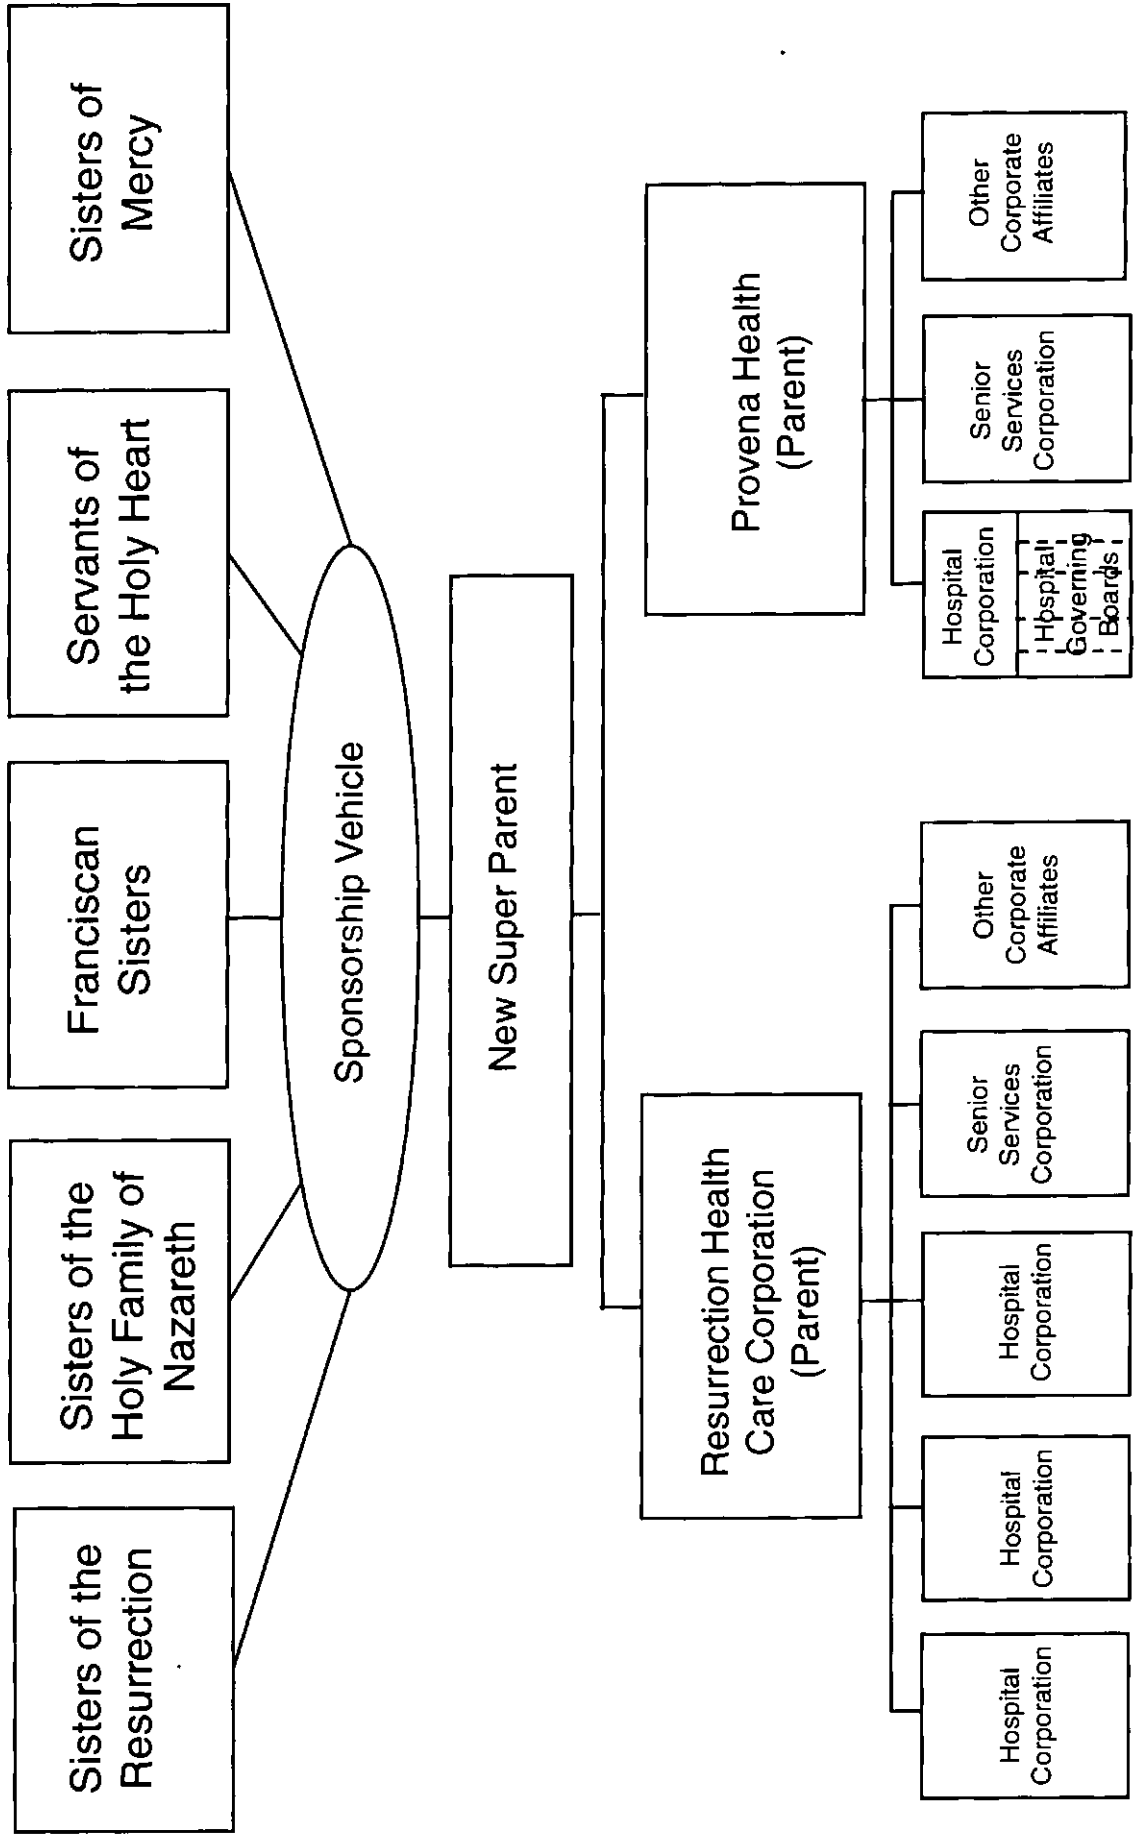 Sisters of the
Resurrection
Sisters of the
Holy Family of
Nazareth
Franciscan
Sisters
Servants of
the Holy Heart
Sisters of
Mercy
Sponsorship Vehicle
New Super Parent
Resurrection Health
Care Corporation
(Parent)
Provena Health
(Parent)
Hospital
Corporation
Hospital
Corporation
Hospital
Corporation
Senior
Services
Corporation
Other
Corporate
Affiliates
Hospital
Corporation
Hospital
Governing
Boards
Senior
Services
Corporation
Other
Corporate
Affiliates